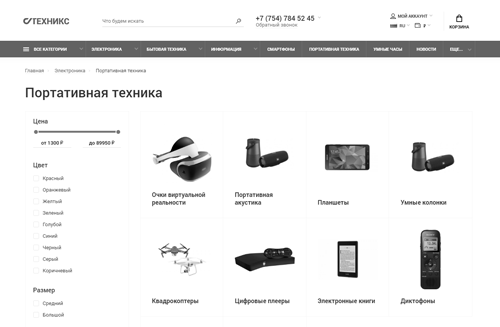 ТЕХНИКС
Что будем искать
+7 (754) 784 52 45
Обратный звонок
МОЙ АККАУНТ
RU
₽
КОРЗИНА
ВСЕ КАТЕГОРИИ
ЭЛЕКТРОНИКА
БЫТОВАЯ ТЕХНИКА
ИНФОРМАЦИЯ
СМАРТФОНЫ
ПОРТАТИВНАЯ ТЕХНИКА
УМНЫЕ ЧАСЫ
НОВОСТИ
ЕЩЕ...
Главная
Электроника
Портативная техника
Портативная техника
Цена
от 1300 ₽
до 89950 ₽
Цвет
Красный
Оранжевый
Желтый
Зеленый
Голубой
Синий
Черный
Серый
Коричневый
Размер
Средний
Большой
Очки виртуальной
реальности
Портативная
акустика
Планшеты
Умные колонки
Квадрокоптеры
Цифровые плееры
Электронные книги
Диктофоны